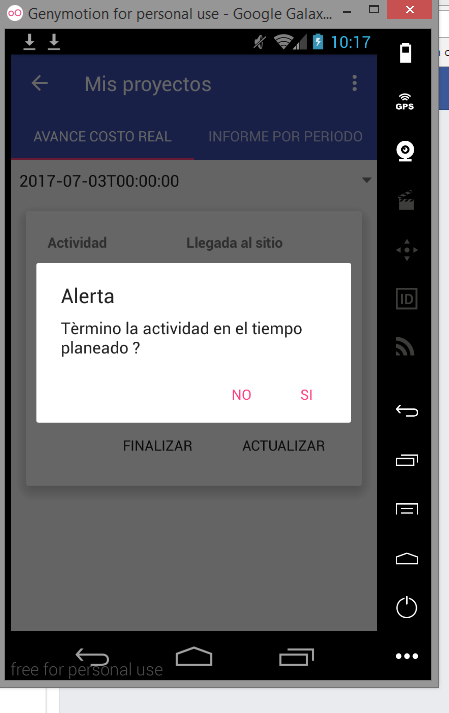 Genymotion for personal use - Google Galax...
10:17
Mis proyectos
GPS
AVANCE COSTO REAL INFORME POR PERIODO
2017-07-03T00:00:00
Actividad Llegada al sitio
Alerta
ID
Tèrmino la actividad en el tiempo
planeado ?
NO SI
FINALIZAR ACTUALIZAR
free for personal use